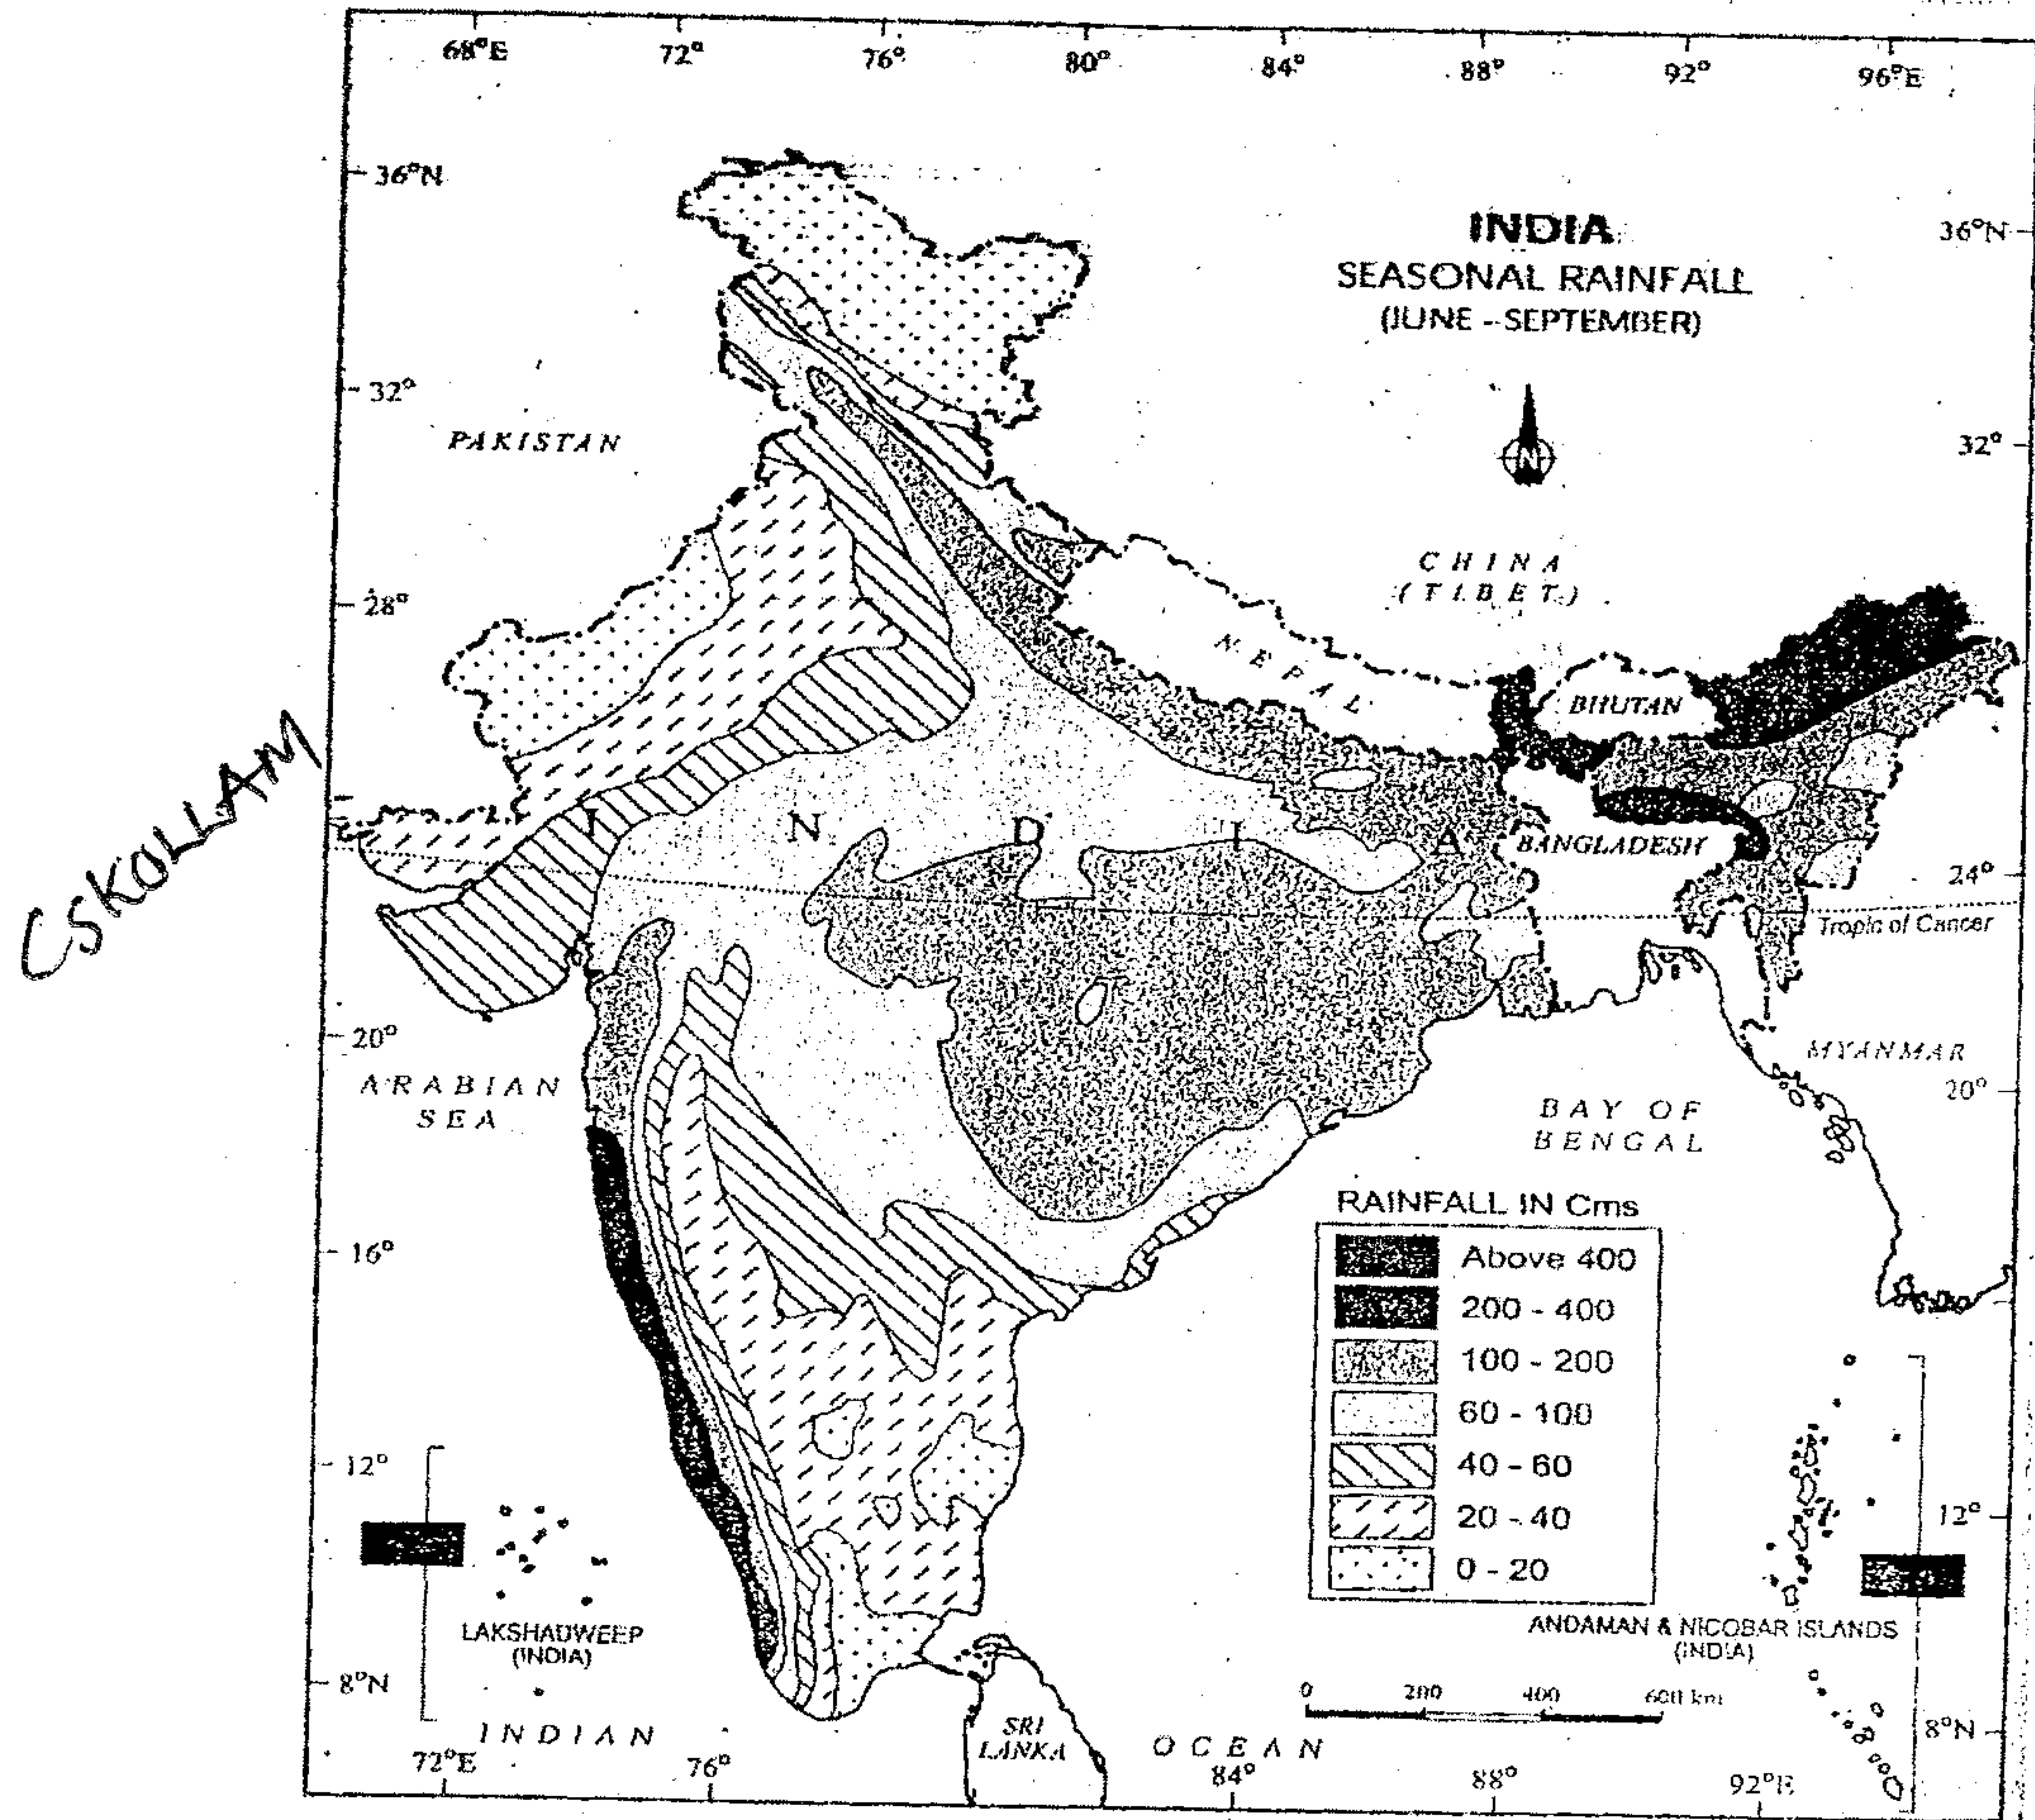 68°E 72° 76° 80° 84° 88° 92° 96°E
36°N
INDIA
SEASONAL RAINFALL
(JUNE - SEPTEMBER)
36°N
32°
N
PAKISTAN
32°
CHINA
(TIBET)
28°
NEPAL
BHUTAN
CSKOLLAM
I N D I A
BANGLADESH
24°
Tropic of Cancer
20°
ARABIAN
SEA
MYANMAR
20°
BAY OF
BENGAL
RAINFALL IN Cms
Above 400
200 - 400
100 - 200
60 - 100
40 - 60
20 - 40
0 - 20
16°
12°
12°
LAKSHADWEEP
(INDIA)
ANDAMAN & NICOBAR ISLANDS
(INDIA)
0 200 400 600 km
8°N
8°N
SRI
LANKA
INDIAN OCEAN
72°E 76° 84° 88° 92°E